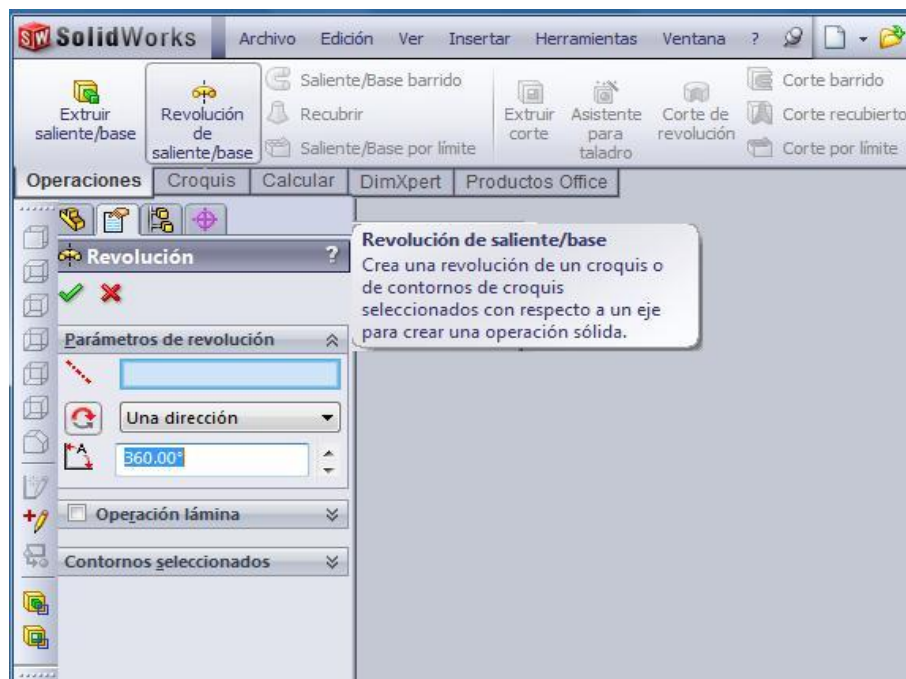 SolidWorks Archivo Edición Ver Insertar Herramientas Ventana ?
Extruir saliente/base
Revolución de saliente/base
Saliente/Base barrido
Recubrir
Saliente/Base por límite
Extruir corte
Asistente para taladro
Corte de revolución
Corte barrido
Corte recubierto
Corte por límite
Operaciones Croquis Calcular DimXpert Productos Office
Revolución ?
Revolución de saliente/base
Crea una revolución de un croquis o
de contornos de croquis
seleccionados con respecto a un eje
para crear una operación sólida.
Parámetros de revolución
Una dirección
360.00°
Operación lámina
Contornos seleccionados